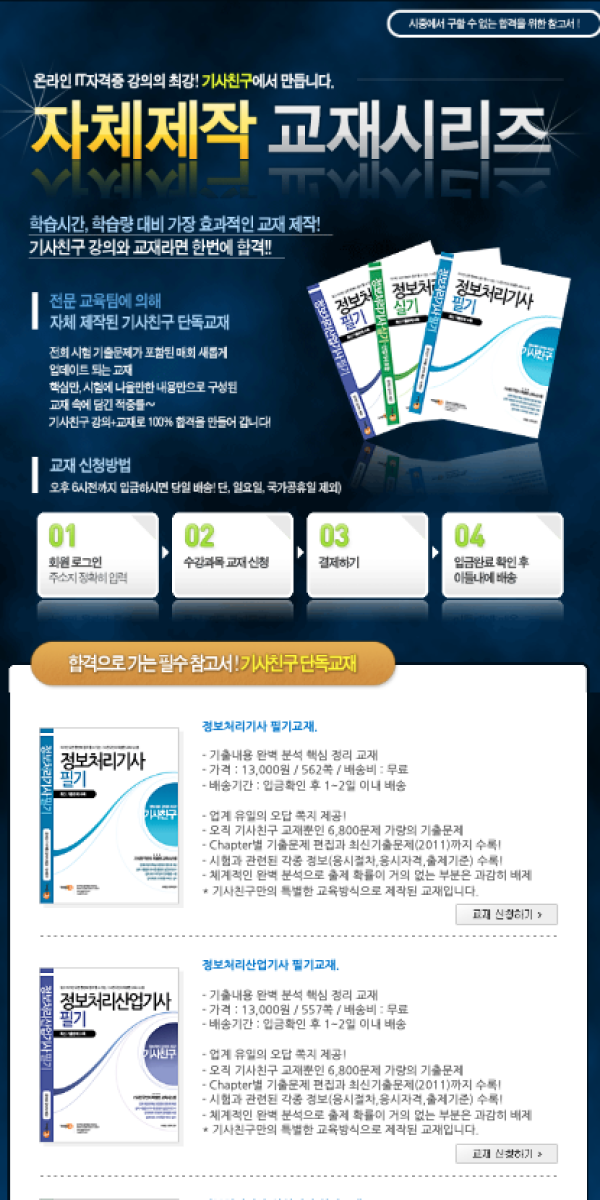 시중에서 구할 수 없는 합격을 위한 참고서 !
온라인 IT자격증 강의의 최강! 기사친구에서 만듭니다.
자체제작 교재시리즈
학습시간, 학습량 대비 가장 효과적인 교재 제작!
기사친구 강의와 교재라면 한번에 합격!!
전문 교육팀에 의해
자체 제작된 기사친구 단독교재
전회 시험 기출문제가 포함된 매회 새롭게
업데이트 되는 교재
핵심만, 시험에 나올만한 내용만으로 구성된
교재 속에 담긴 적중률~
기사친구 강의+교재로 100% 합격을 만들어 갑니다!
정보처리기사
필기
기사친구
교재 신청방법
오후 6시전까지 입금하시면 당일 배송! 단, 일요일, 국가공휴일 제외)
01
회원 로그인
주소지 정확히 입력
02
수강과목 교재 신청
03
결제하기
04
입금완료 확인 후
이틀내에 배송
합격으로 가는 필수 참고서! 기사친구 단독교재
정보처리기사 필기
정보처리기사
필기
기사친구
정보처리기사 필기교재.
- 기출내용 완벽 분석 핵심 정리 교재
- 가격 : 13,000원 / 562쪽 / 배송비 : 무료
- 배송기간 : 입금확인 후 1~2일 이내 배송
- 업계 유일의 오답 쪽지 제공!
- 오직 기사친구 교재뿐인 6,800문제 가량의 기출문제
- Chapter별 기출문제 편집과 최신기출문제(2011)까지 수록!
- 시험과 관련된 각종 정보(응시절차,응시자격,출제기준) 수록!
- 체계적인 완벽 분석으로 출제 확률이 거의 없는 부분은 과감히 배제
* 기사친구만의 특별한 교육방식으로 제작된 교재입니다.
교재 신청하기 >
정보처리산업기사 필기
정보처리산업기사
필기
기사친구
정보처리산업기사 필기교재.
- 기출내용 완벽 분석 핵심 정리 교재
- 가격 : 13,000원 / 557쪽 / 배송비 : 무료
- 배송기간 : 입금확인 후 1~2일 이내 배송
- 업계 유일의 오답 쪽지 제공!
- 오직 기사친구 교재뿐인 6,800문제 가량의 기출문제
- Chapter별 기출문제 편집과 최신기출문제(2011)까지 수록!
- 시험과 관련된 각종 정보(응시절차,응시자격,출제기준) 수록!
- 체계적인 완벽 분석으로 출제 확률이 거의 없는 부분은 과감히 배제
* 기사친구만의 특별한 교육방식으로 제작된 교재입니다.
교재 신청하기 >